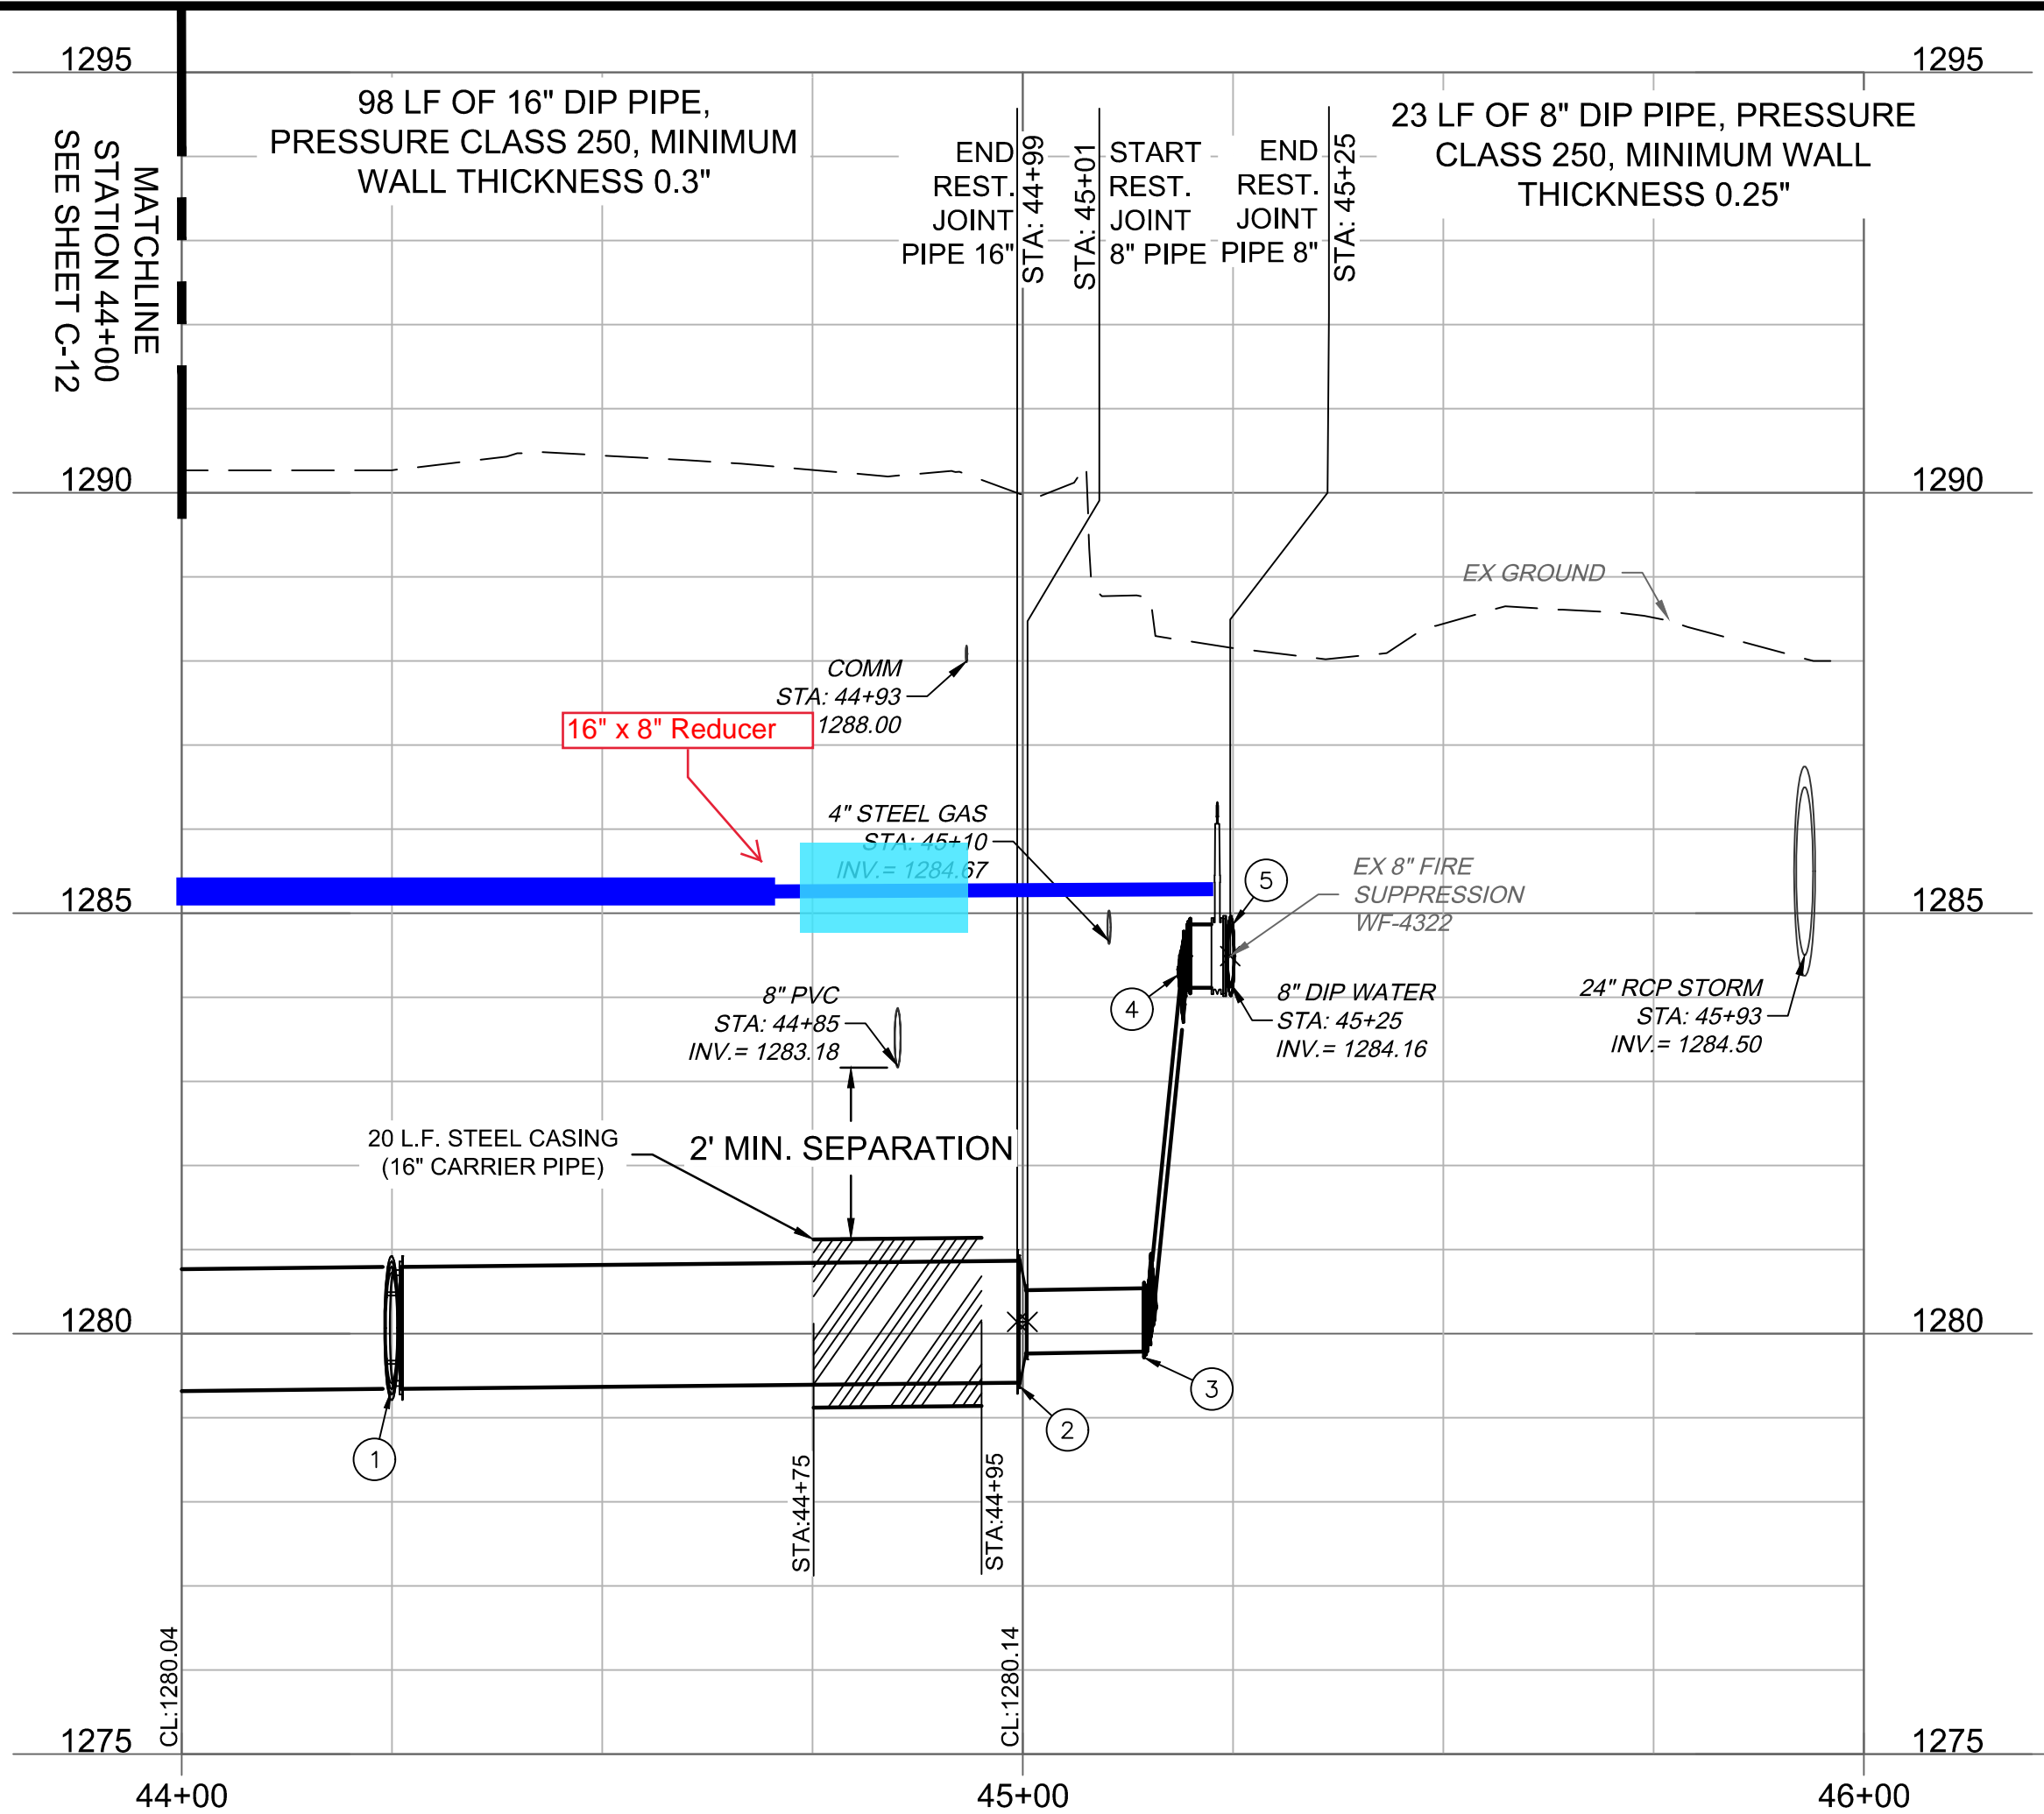 1295
1295
98 LF OF 16" DIP PIPE,
PRESSURE CLASS 250, MINIMUM
WALL THICKNESS 0.3"
MATCHLINE
STATION 44+00
SEE SHEET C-12
END
REST.
JOINT
PIPE 16"
STA: 44+99
STA: 45+01
START
REST.
JOINT
8" PIPE
END
REST.
JOINT
PIPE 8"
STA: 45+25
23 LF OF 8" DIP PIPE, PRESSURE
CLASS 250, MINIMUM WALL
THICKNESS 0.25"
1290
1290
EX GROUND
COMM
STA: 44+93
1288.00
16" x 8" Reducer
4" STEEL GAS
STA: 45+10
INV.= 1284.67
1285
1285
5
EX 8" FIRE
SUPPRESSION
WF-4322
4
8" PVC
STA: 44+85
INV.= 1283.18
8" DIP WATER
STA: 45+25
INV.= 1284.16
24" RCP STORM
STA: 45+93
INV.= 1284.50
20 L.F. STEEL CASING
(16" CARRIER PIPE)
2' MIN. SEPARATION
1280
1280
3
2
1
STA:44+75
STA:44+95
CL:1280.04
CL:1280.14
1275
1275
44+00
45+00
46+00